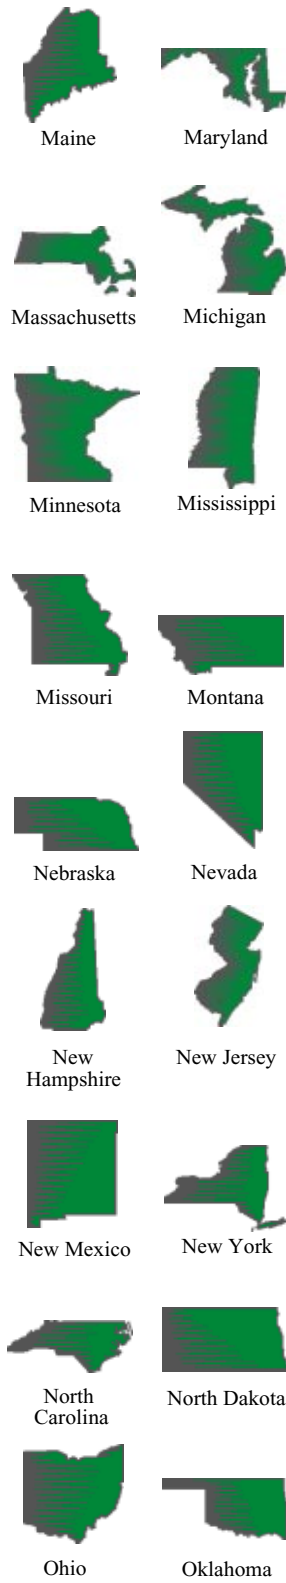 Maine
Maryland
Massachusetts
Michigan
Minnesota
Mississippi
Missouri
Montana
Nebraska
Nevada
New
Hampshire
New Jersey
New Mexico
New York
North
Carolina
North Dakota
Ohio
Oklahoma